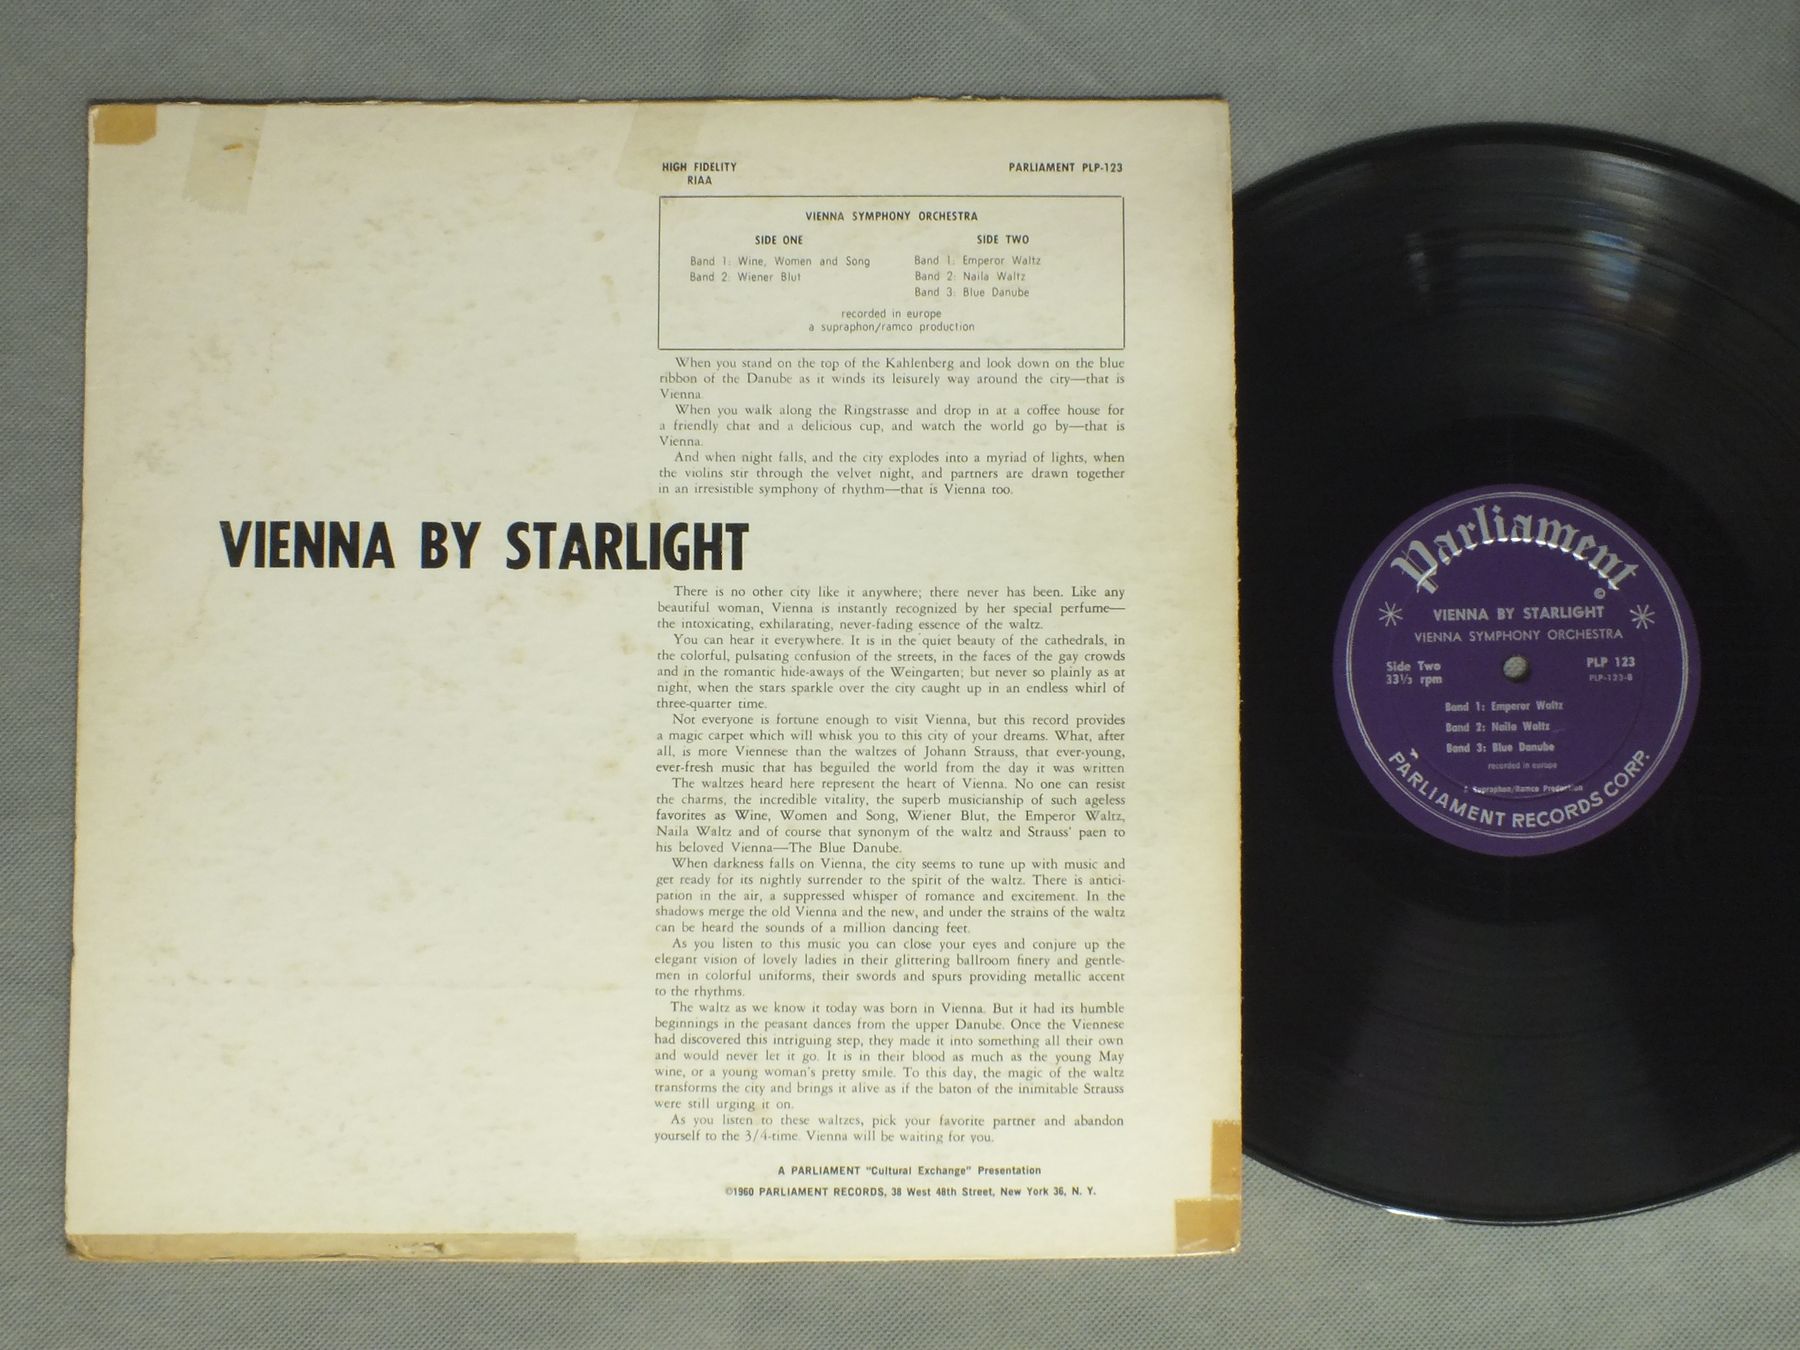 HIGH FIDELITY
RIAA
PARLIAMENT PLP-123
VIENNA SYMPHONY ORCHESTRA
SIDE ONE
Band 1: Wine, Women and Song
Band 2: Wiener Blut
SIDE TWO
Band 1: Emperor Waltz
Band 2: Naila Waltz
Band 3: Blue Danube
recorded in europe
a supraphon/ramco production
When you stand on the top of the Kahlenberg and look down on the blue
ribbon of the Danube as it winds its leisurely way around the city—that is
Vienna.
When you walk along the Ringstrasse and drop in at a coffee house for
a friendly chat and a delicious cup, and watch the world go by—that is
Vienna.
And when night falls, and the city explodes into a myriad of lights, when
the violins stir through the velvet night, and partners are drawn together
in an irresistible symphony of rhythm—that is Vienna too.
VIENNA BY STARLIGHT
There is no other city like it anywhere; there never has been. Like any
beautiful woman, Vienna is instantly recognized by her special perfume—
the intoxicating, exhilarating, never-fading essence of the waltz.
You can hear it everywhere. It is in the quiet beauty of the cathedrals, in
the colorful, pulsating confusion of the streets, in the faces of the gay crowds
and in the romantic hide-aways of the Weingarten; but never so plainly as at
night, when the stars sparkle over the city caught up in an endless whirl of
three-quarter time.
Not everyone is fortune enough to visit Vienna, but this record provides
a magic carpet which will whisk you to this city of your dreams. What, after
all, is more Viennese than the waltzes of Johann Strauss, that ever-young,
ever-fresh music that has beguiled the world from the day it was written
The waltzes heard here represent the heart of Vienna. No one can resist
the charms, the incredible vitality, the superb musicianship of such ageless
favorites as Wine, Women and Song, Wiener Blut, the Emperor Waltz,
Naila Waltz and of course that synonym of the waltz and Strauss' paen to
his beloved Vienna—The Blue Danube.
When darkness falls on Vienna, the city seems to tune up with music and
get ready for its nightly surrender to the spirit of the waltz. There is antici-
pation in the air, a suppressed whisper of romance and excitement. In the
shadows merge the old Vienna and the new, and under the strains of the waltz
can be heard the sounds of a million dancing feet.
As you listen to this music you can close your eyes and conjure up the
elegant vision of lovely ladies in their glittering ballroom finery and gentle-
men in colorful uniforms, their swords and spurs providing metallic accent
to the rhythms.
The waltz as we know it today was born in Vienna. But it had its humble
beginnings in the peasant dances from the upper Danube. Once the Viennese
had discovered this intriguing step, they made it into something all their own
and would never let it go. It is in their blood as much as the young May
wine, or a young woman's pretty smile. To this day, the magic of the waltz
transforms the city and brings it alive as if the baton of the inimitable Strauss
were still urging it on.
As you listen to these waltzes, pick your favorite partner and abandon
yourself to the 3/4-time. Vienna will be waiting for you.
A PARLIAMENT "Cultural Exchange" Presentation
©1960 PARLIAMENT RECORDS, 38 West 48th Street, New York 36, N. Y.
Parliament
©
VIENNA BY STARLIGHT
VIENNA SYMPHONY ORCHESTRA
Side Two
33⅓ rpm
PLP 123
PLP-123-B
Band 1: Emperor Waltz
Band 2: Naila Waltz
Band 3: Blue Danube
recorded in europe
A Supraphon/Ramco Production
PARLIAMENT RECORDS CORP.